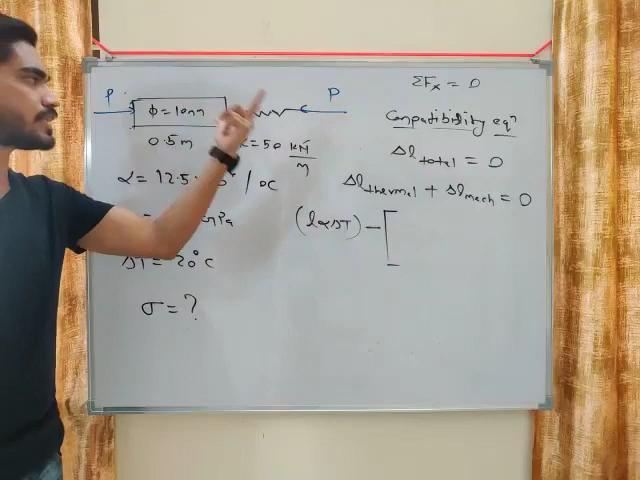 P
P
ΣFx = 0
ϕ = 10mm
Compatibility eqⁿ
0.5m
= 50 kN/m
Δl total = 0
α = 12.5 / °C
Δl thermal + Δl mech = 0
(lαΔT) - [
ΔT = 20°C
σ = ?